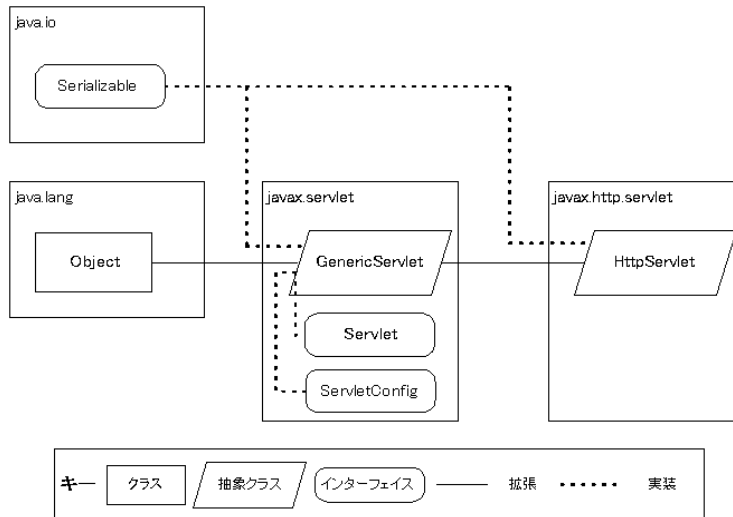 java.io
Serializable
java.lang
Object
javax.servlet
GenericServlet
Servlet
ServletConfig
javax.http.servlet
HttpServlet
キー
クラス
抽象クラス
インターフェイス
拡張
実装